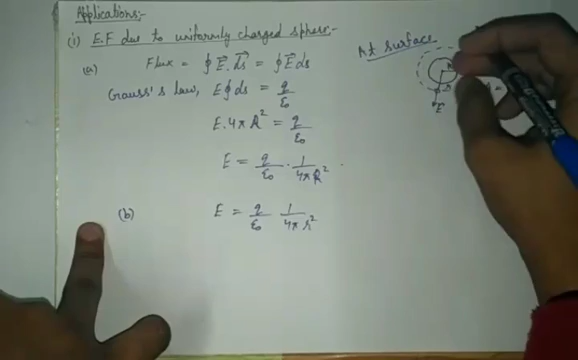 Applications:-
(i) E.F due to uniformly charged sphere:-
At surface
(a) Flux = ∮ E⃗. ds⃗ = ∮ E⃗ ds
Gauss's law, E∮ds = q/ε₀
E. 4πR² = q/ε₀
E = q/ε₀ · 1/4πR²
(b) E = q/ε₀ 1/4πr²